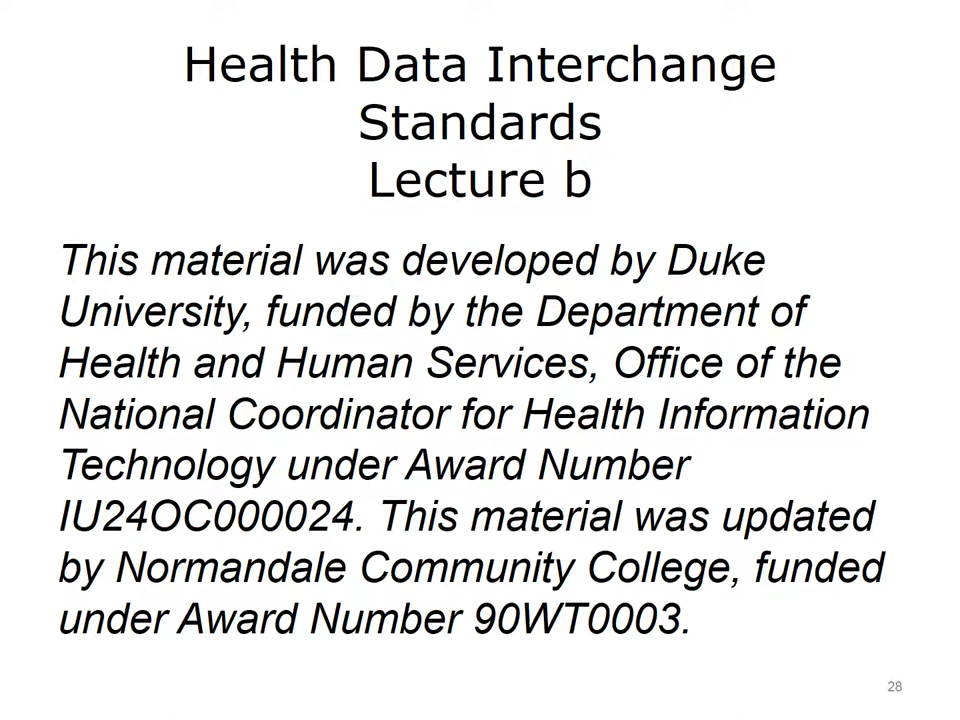 Health Data Interchange
Standards
Lecture b
This material was developed by Duke
University, funded by the Department of
Health and Human Services, Office of the
National Coordinator for Health Information
Technology under Award Number
IU24OC000024. This material was updated
by Normandale Community College, funded
under Award Number 90WT0003.
28